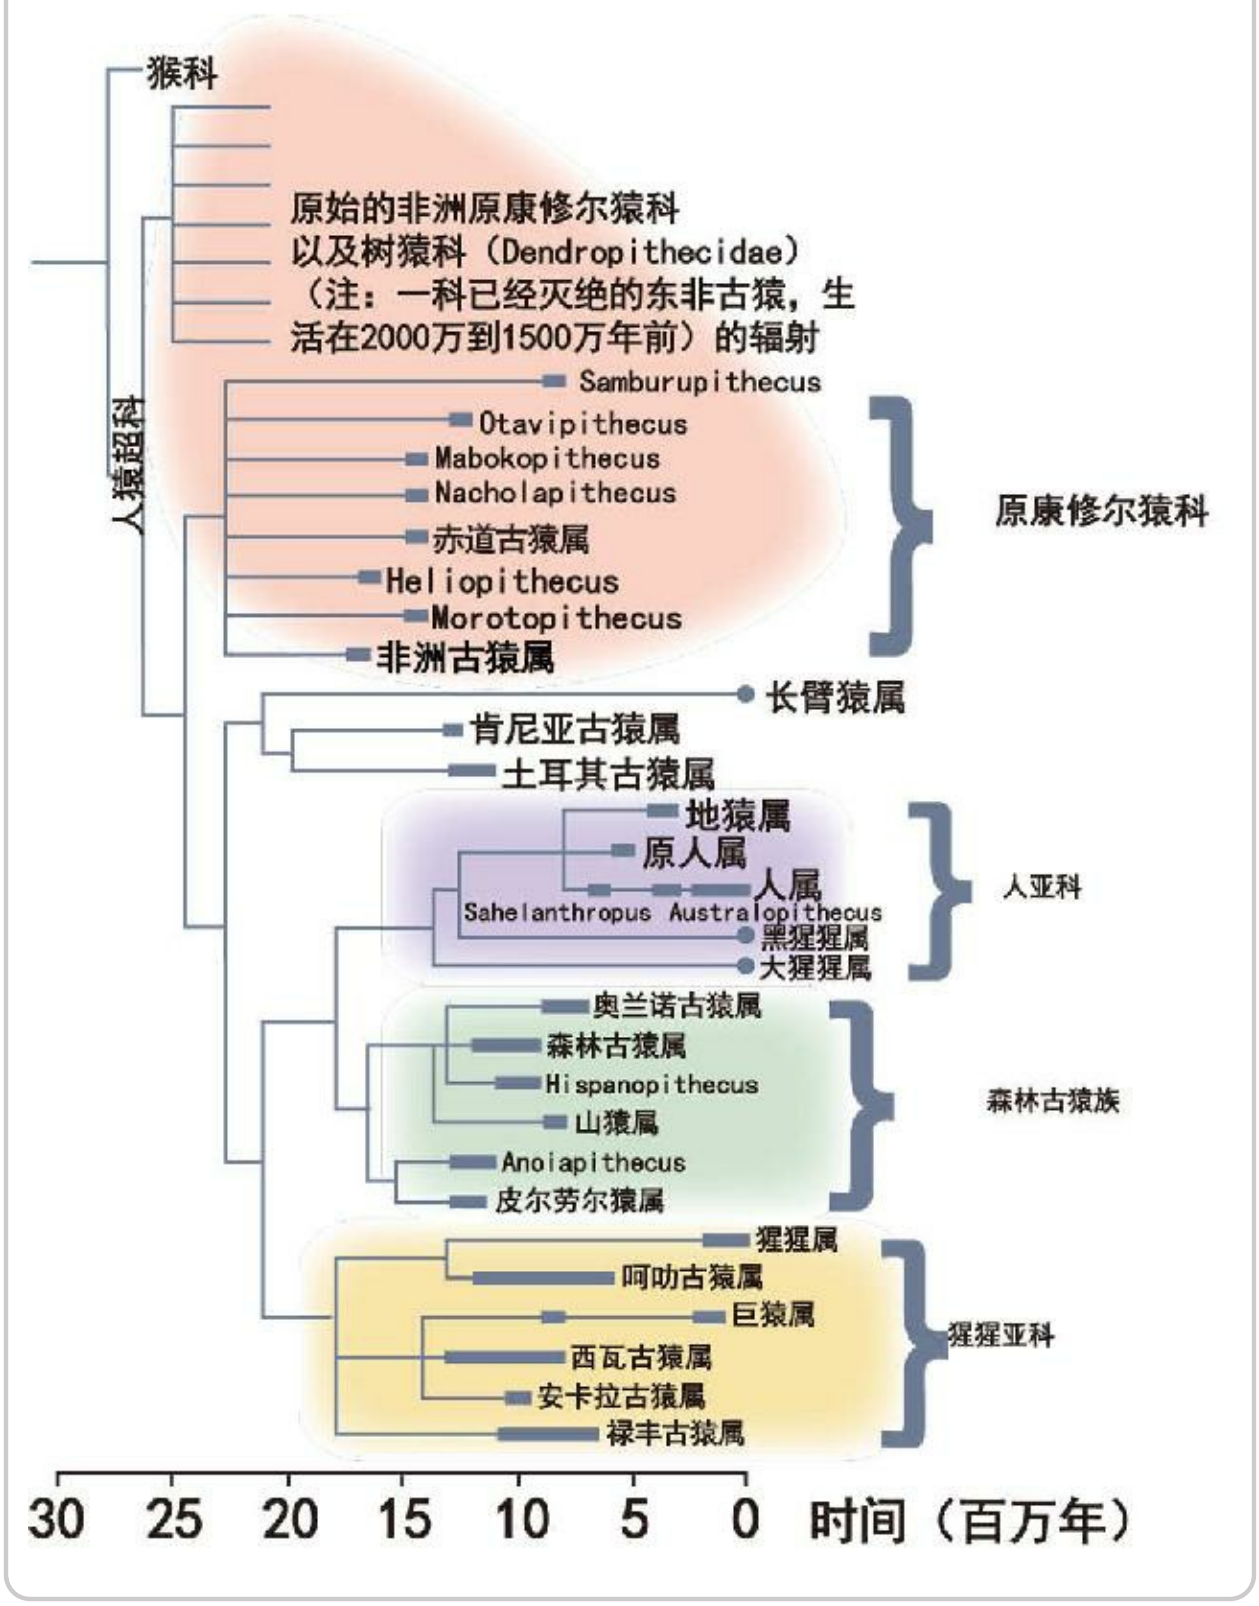 猴科
原始的非洲原康修尔猿科
以及树猿科（Dendropithecidae）
（注：一科已经灭绝的东非古猿，生
活在2000万到1500万年前）的辐射
人猿超科
Samburupithecus
Otavipithecus
Mabokopithecus
Nacholapithecus
赤道古猿属
Heliopithecus
Morotopithecus
非洲古猿属
原康修尔猿科
长臂猿属
肯尼亚古猿属
土耳其古猿属
地猿属
原人属
人属
Sahelanthropus Australopithecus
黑猩猩属
大猩猩属
人亚科
奥兰诺古猿属
森林古猿属
Hispanopithecus
山猿属
Anoiapithecus
皮尔劳尔猿属
森林古猿族
猩猩属
呵叻古猿属
巨猿属
西瓦古猿属
安卡拉古猿属
禄丰古猿属
猩猩亚科
30 25 20 15 10 5 0 时间（百万年）